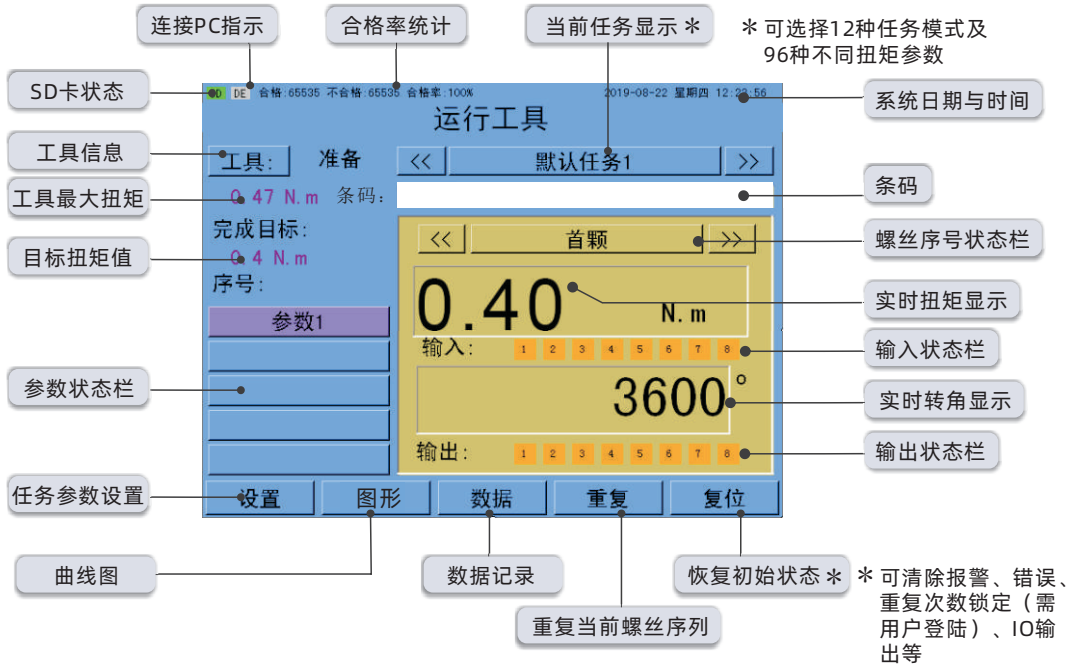 连接PC指示
合格率统计
当前任务显示＊
＊可选择12种任务模式及
96种不同扭矩参数
SD卡状态
DE 合格:65535 不合格:65535 合格率:100%
2019-08-22 星期四 12:23:56
系统日期与时间
运行工具
工具信息
工具: 准备
<< 默认任务1 >>
工具最大扭矩
0.47 N.m 条码:
条码
完成目标:
目标扭矩值
0.4 N.m
<< 首颗 >>
螺丝序号状态栏
序号:
0.40 N.m
实时扭矩显示
参数1
输入: 1 2 3 4 5 6 7 8
输入状态栏
参数状态栏
3600°
实时转角显示
输出: 1 2 3 4 5 6 7 8
输出状态栏
任务参数设置
设置 图形 数据 重复 复位
曲线图
数据记录
恢复初始状态＊
＊可清除报警、错误、
重复次数锁定（需
用户登陆）、IO输
出等
重复当前螺丝序列